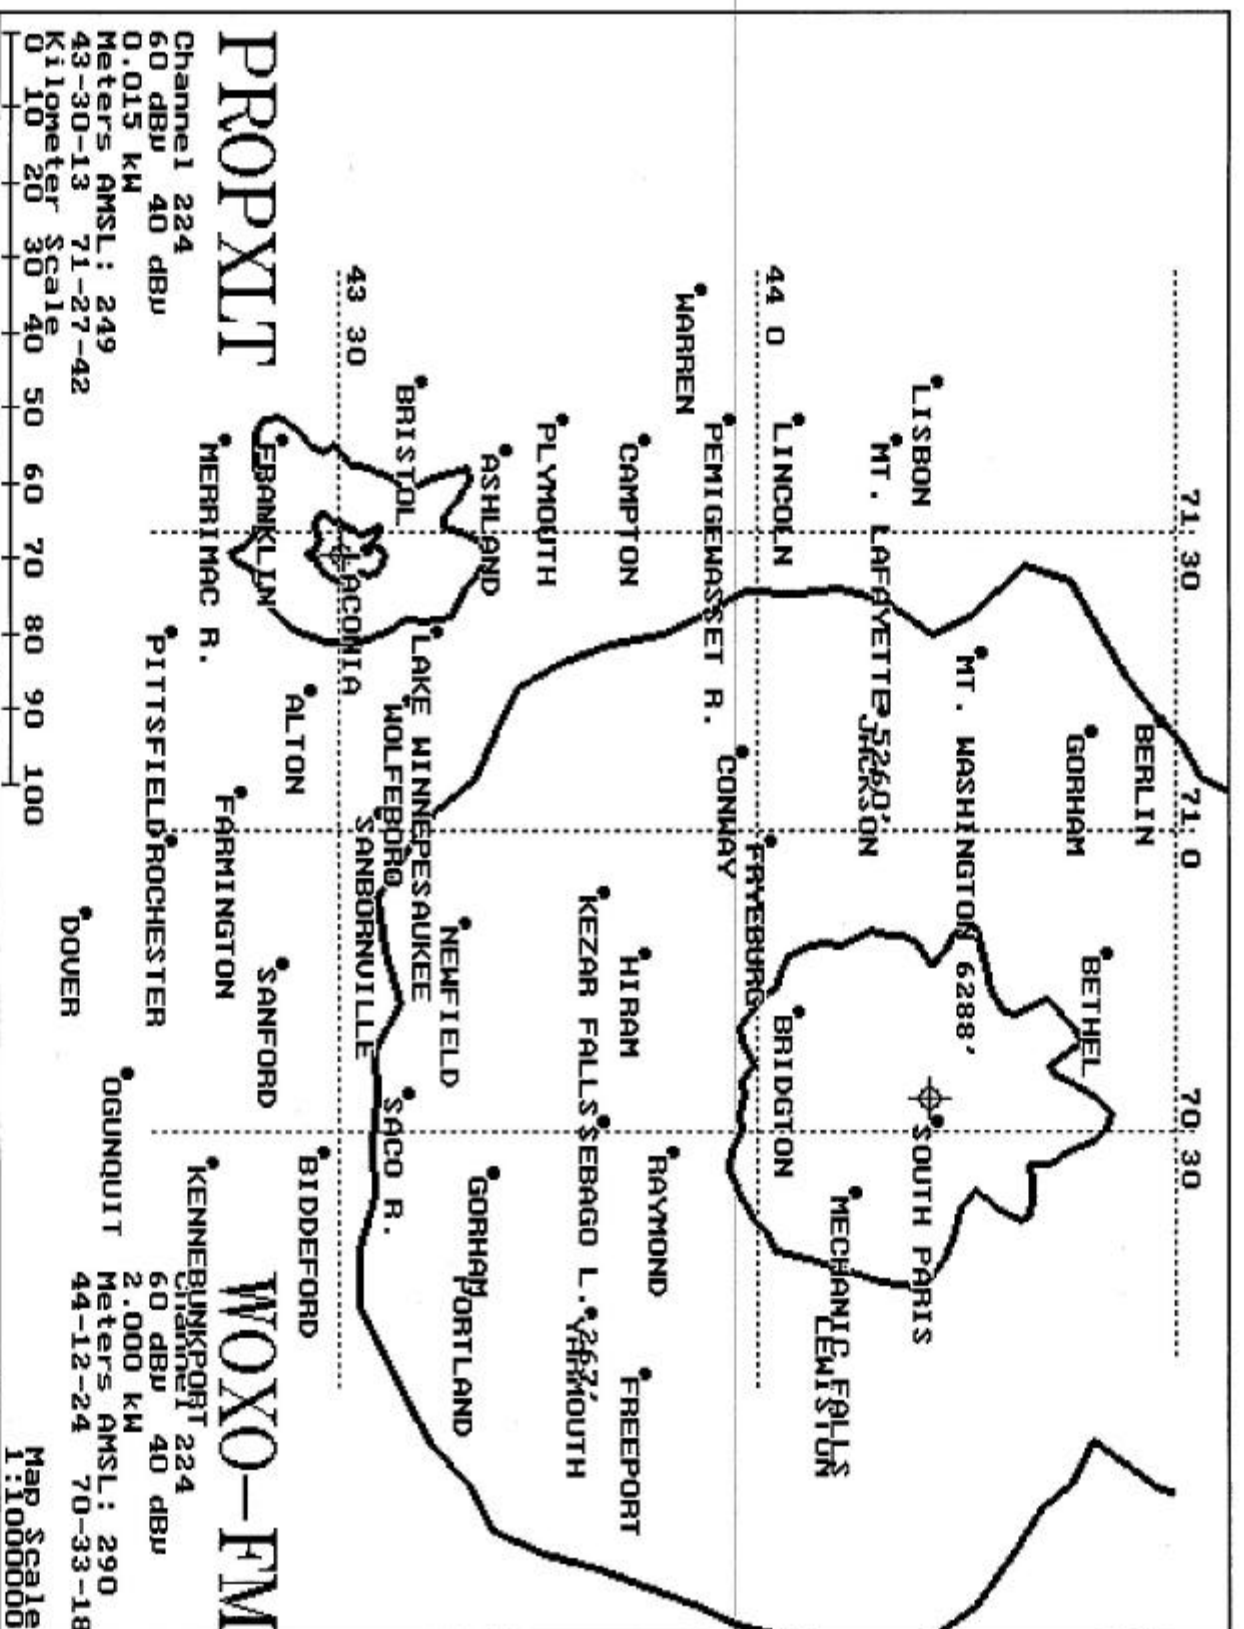 71 30
71 0
70 30
BERLIN
GORHAM
BETHEL
MT. WASHINGTON 6288'
LISBON
SOUTH PARIS
MT. LAFAYETTE 5260'
JACKSON
MECHANIC FALLS
LEWISTON
LINCOLN
BRIDGTON
44 0
FRYEBURG
PEMIGEWASSET R.
CONWAY
WARREN
CAMPTON
HIRAM
RAYMOND
FREEPORT
KEZAR FALLS
SEBAGO L. 267'
YARMOUTH
PLYMOUTH
ASHLAND
GORHAM
PORTLAND
NEWFIELD
LAKE WINNEPESAUKEE
BRISTOL
WOLFEBORO
SACO R.
SANBORNVILLE
43 30
LACONIA
ALTON
BIDDEFORD
FRANKLIN
SANFORD
MERRIMAC R.
FARMINGTON
KENNEBUNKPORT
PITTSFIELD
ROCHESTER
OGUNQUIT
DOVER
PROPXLT
Channel 224
60 dBµ 40 dBµ
0.015 kW
Meters AMSL: 249
43-30-13 71-27-42
Kilometer Scale
0 10 20 30 40 50 60 70 80 90 100
WOXO-FM
Channel 224
60 dBµ 40 dBµ
2.000 kW
Meters AMSL: 290
44-12-24 70-33-18
Map Scale
1:1000000